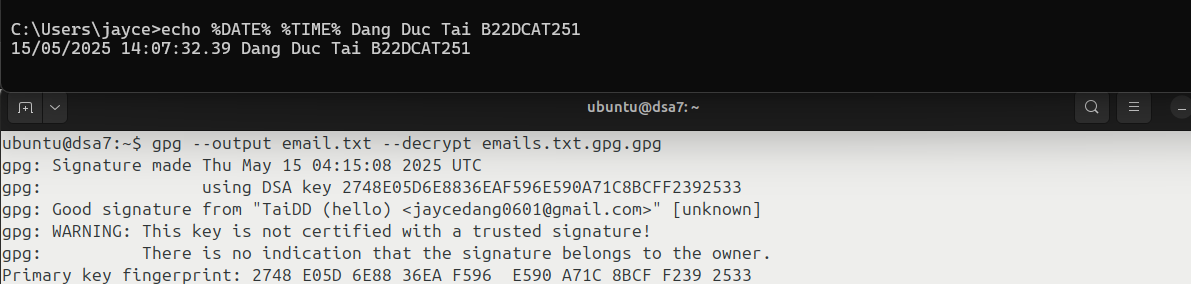 C:\Users\jayce>echo %DATE% %TIME% Dang Duc Tai B22DCAT251
15/05/2025 14:07:32.39 Dang Duc Tai B22DCAT251
ubuntu@dsa7: ~
ubuntu@dsa7:~$ gpg --output email.txt --decrypt emails.txt.gpg.gpg
gpg: Signature made Thu May 15 04:15:08 2025 UTC
gpg:                using DSA key 2748E05D6E8836EAF596E590A71C8BCFF2392533
gpg: Good signature from "TaiDD (hello) <jaycedang0601@gmail.com>" [unknown]
gpg: WARNING: This key is not certified with a trusted signature!
gpg:          There is no indication that the signature belongs to the owner.
Primary key fingerprint: 2748 E05D 6E88 36EA F596  E590 A71C 8BCF F239 2533